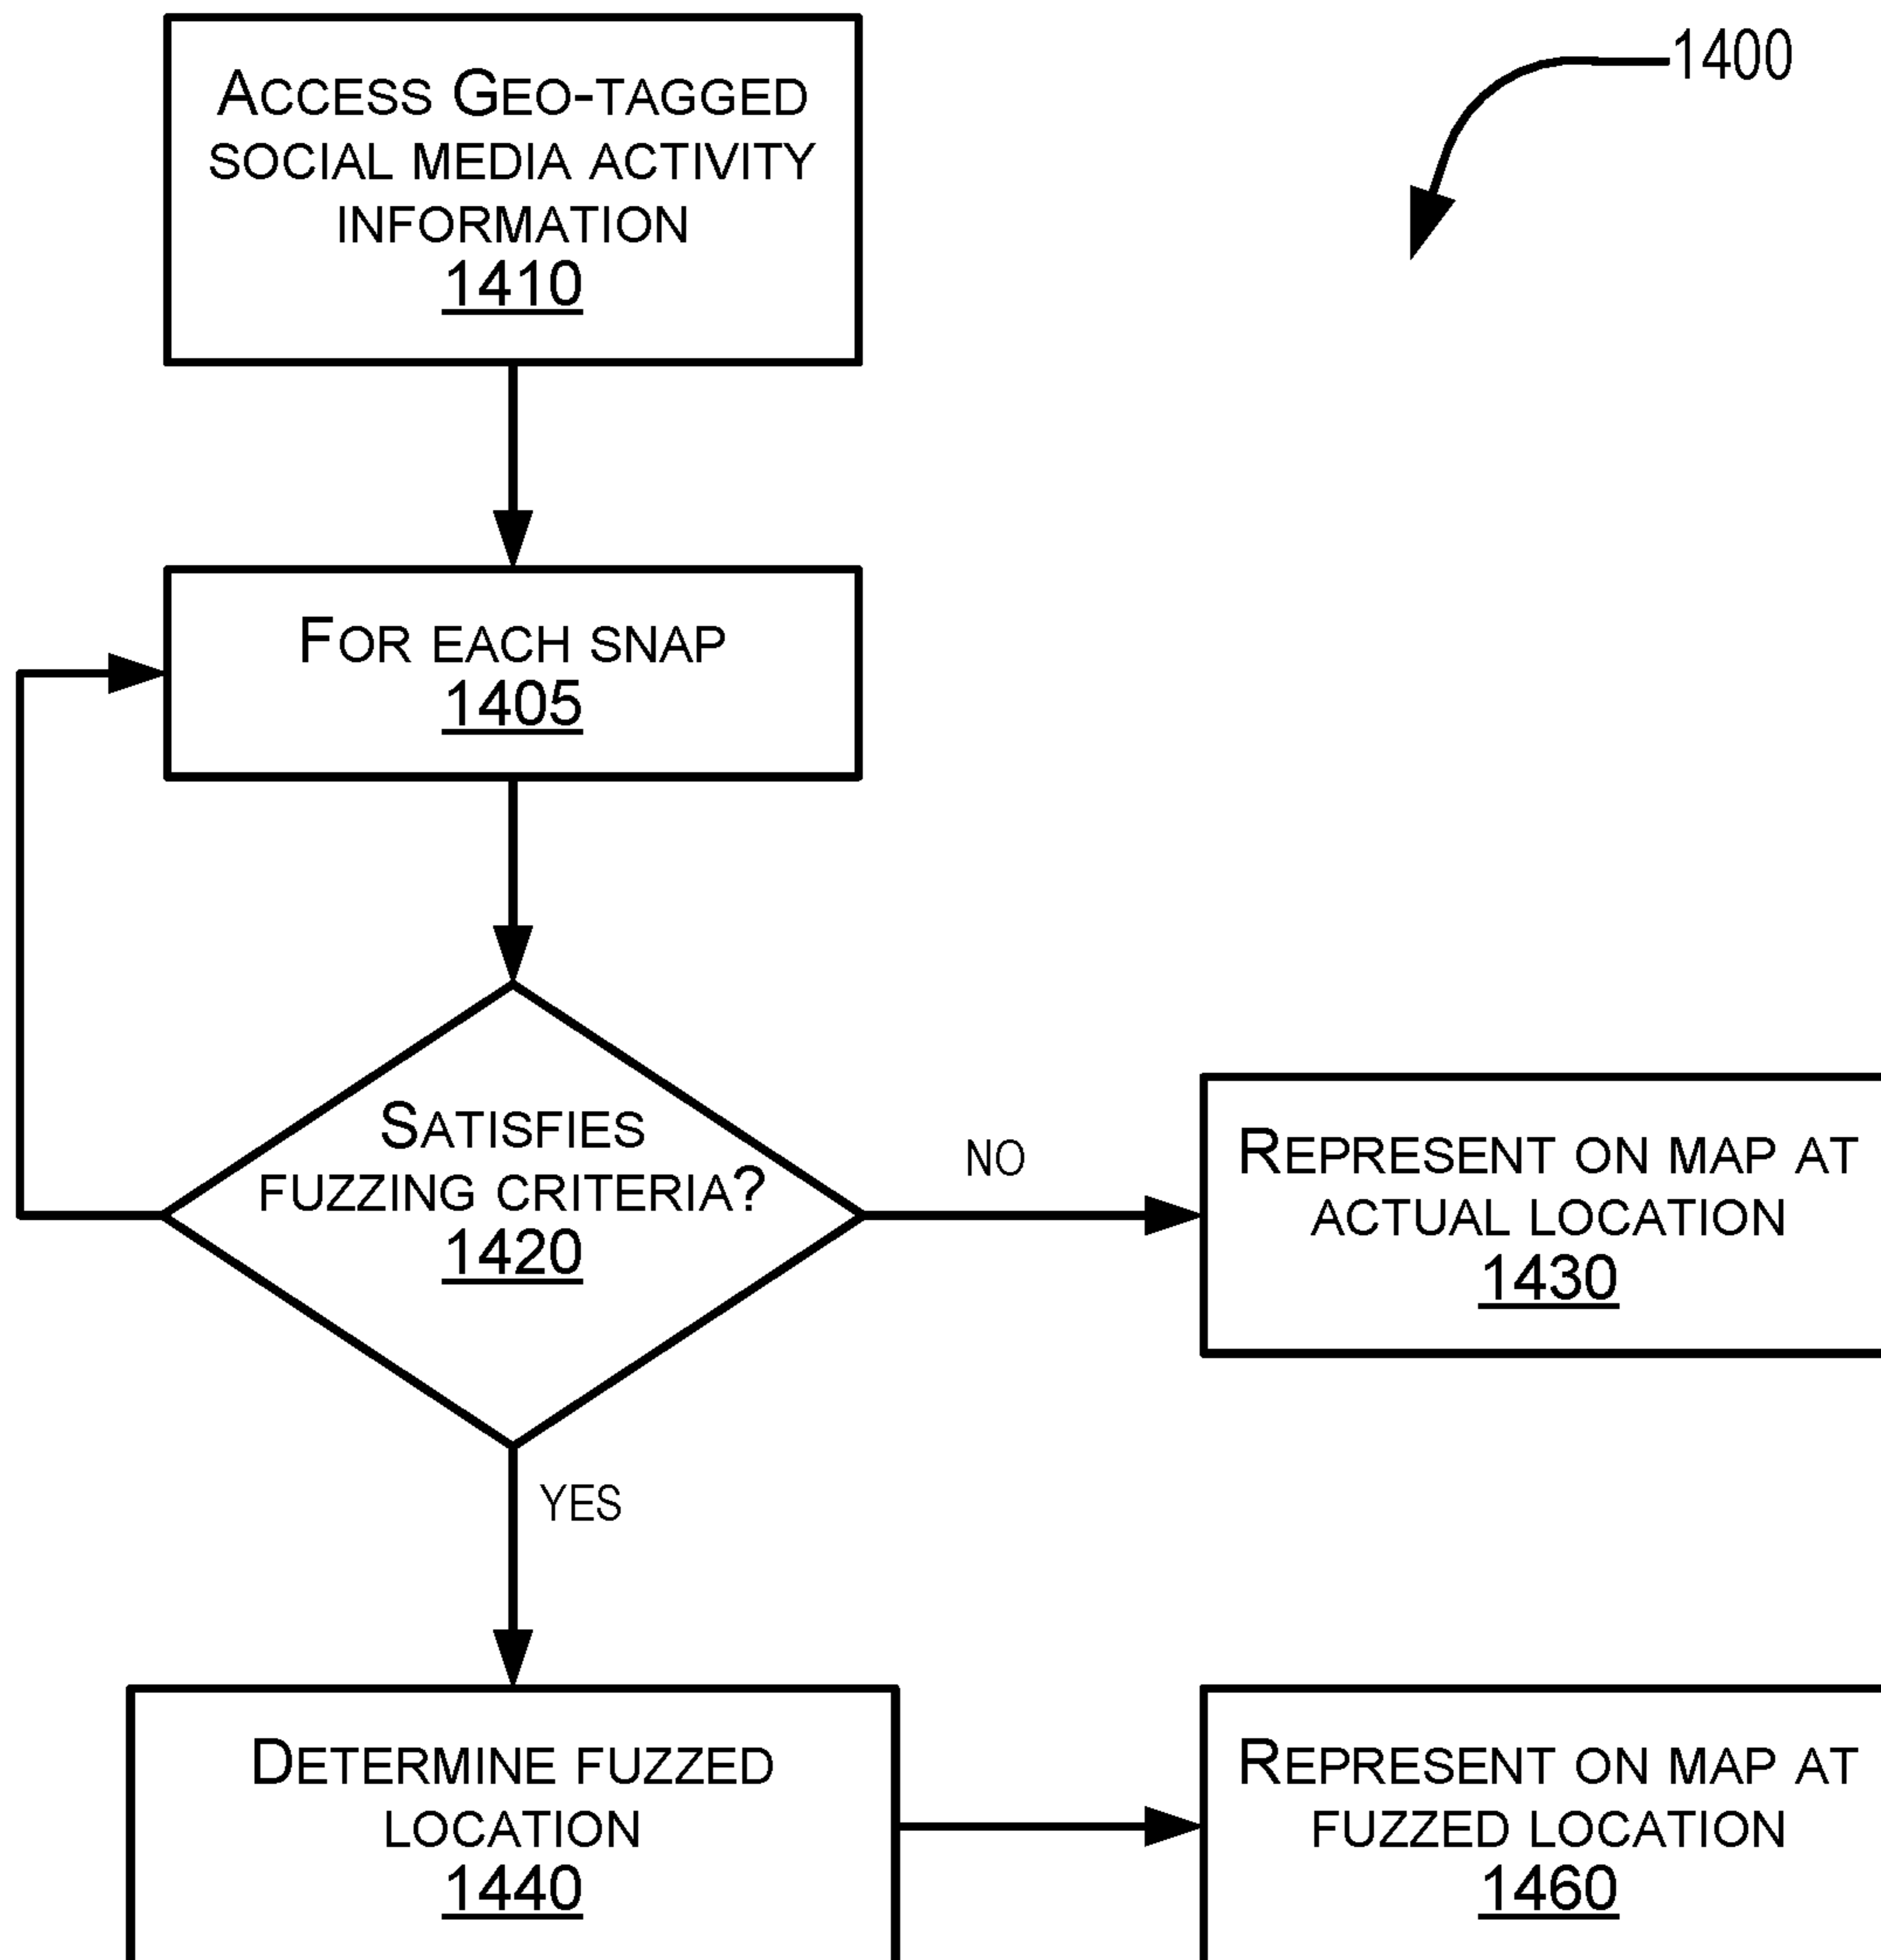 ACCESS GEO-TAGGED
SOCIAL MEDIA ACTIVITY
INFORMATION
1410
1400
FOR EACH SNAP
1405
SATISFIES
FUZZING CRITERIA?
1420
NO
REPRESENT ON MAP AT
ACTUAL LOCATION
1430
YES
DETERMINE FUZZED
LOCATION
1440
REPRESENT ON MAP AT
FUZZED LOCATION
1460